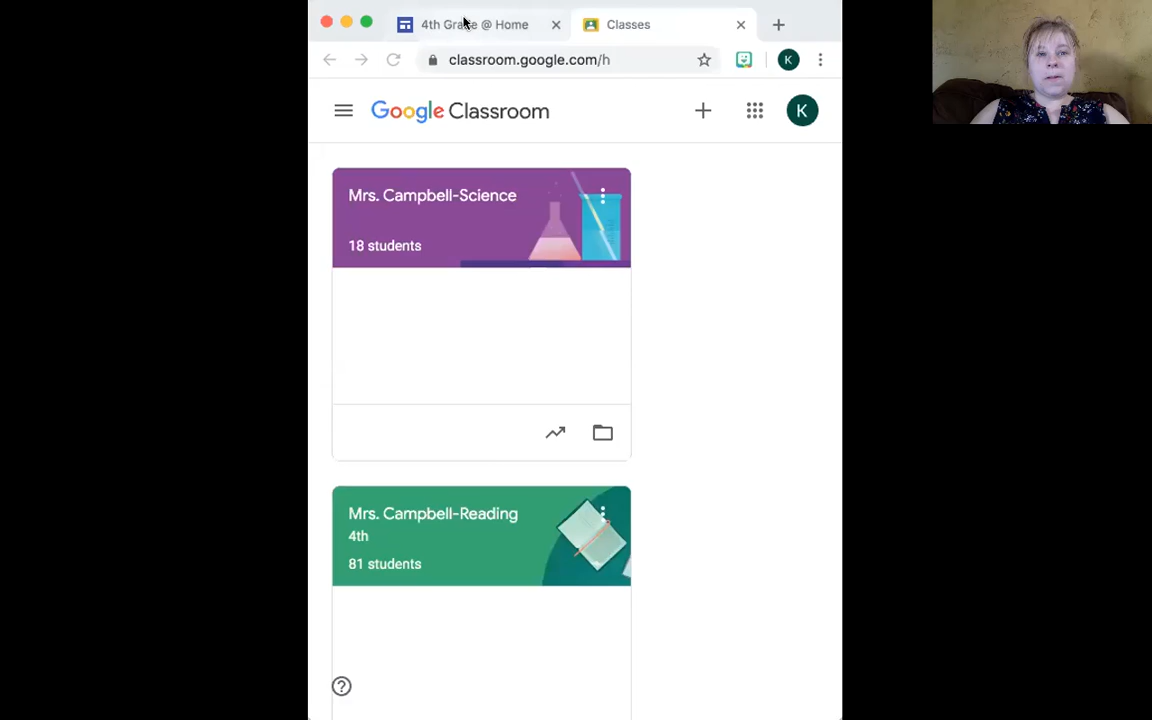 4th Grade @ Home
Classes
classroom.google.com/h
K
Google Classroom
K
Mrs. Campbell-Science
18 students
Mrs. Campbell-Reading
4th
81 students